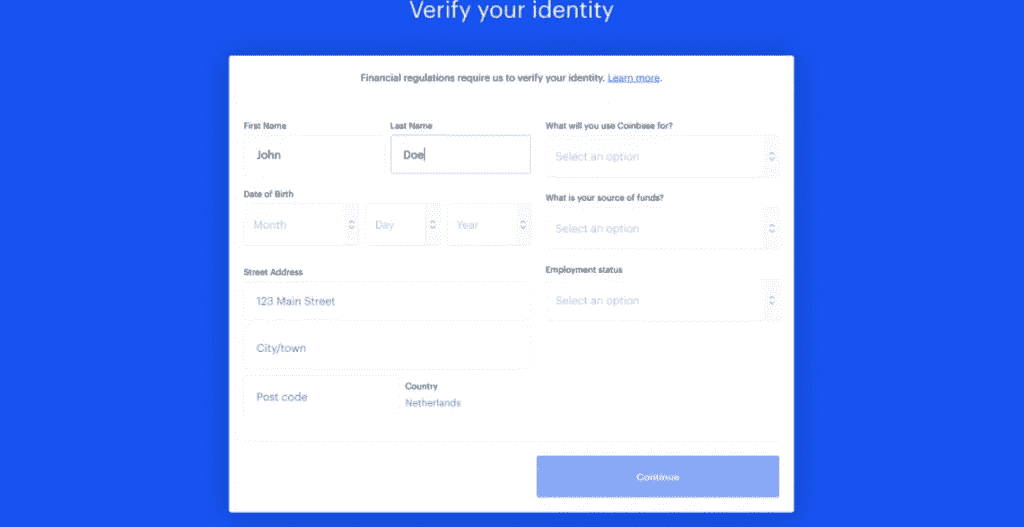 Verify your identity
Financial regulations require us to verify your identity. Learn more.
First Name
Last Name
John
Doe
Date of Birth
Month
Day
Year
Street Address
123 Main Street
City/town
Post code
Country
Netherlands
What will you use Coinbase for?
Select an option
What is your source of funds?
Select an option
Employment status
Select an option
Continue